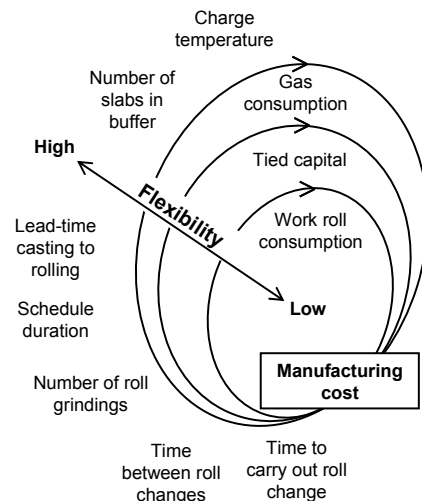 Charge
temperature
Number of
slabs in
buffer
Gas
consumption
High
Tied capital
Flexibility
Work roll
consumption
Lead-time
casting to
rolling
Low
Schedule
duration
Manufacturing
cost
Number of roll
grindings
Time
between roll
changes
Time to
carry out roll
change